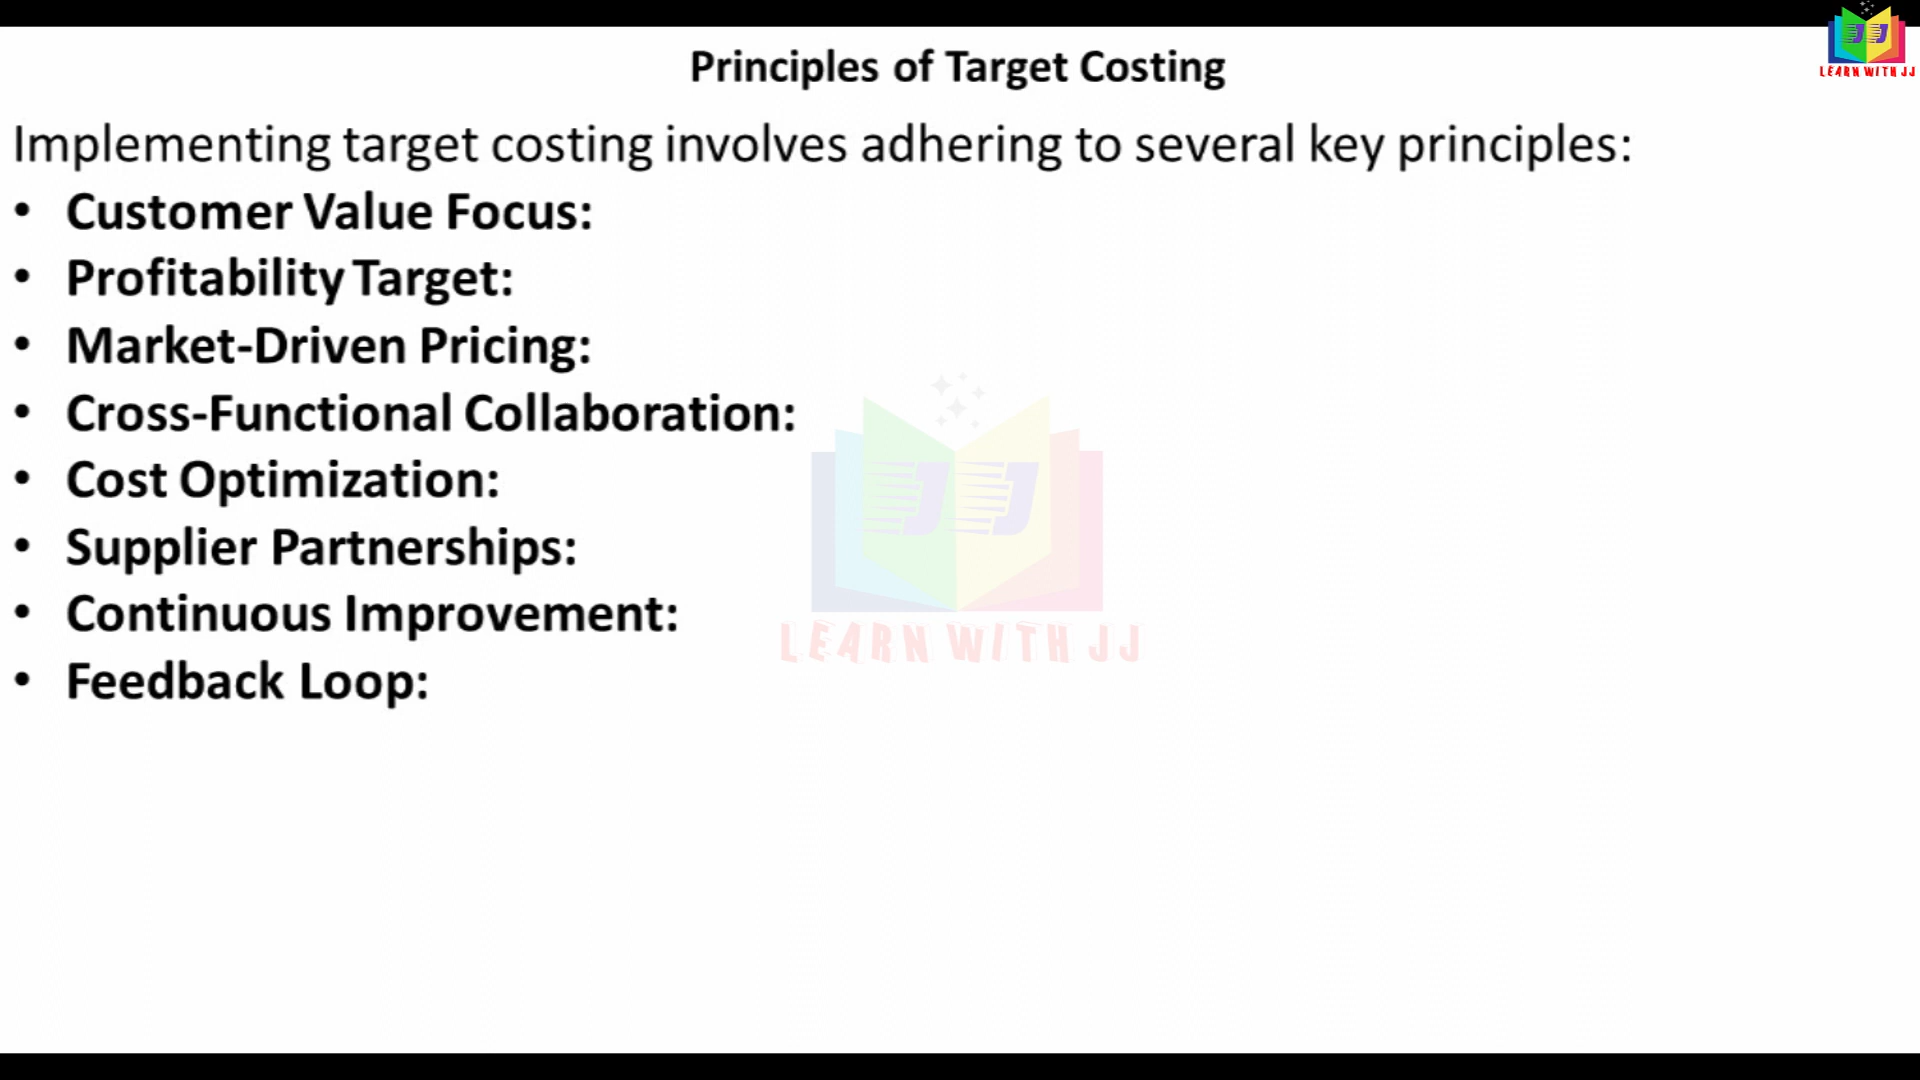 LEARN WITH JJ
Principles of Target Costing
Implementing target costing involves adhering to several key principles:
• Customer Value Focus:
• Profitability Target:
• Market-Driven Pricing:
• Cross-Functional Collaboration:
• Cost Optimization:
• Supplier Partnerships:
• Continuous Improvement:
• Feedback Loop:
JJ
LEARN WITH JJ